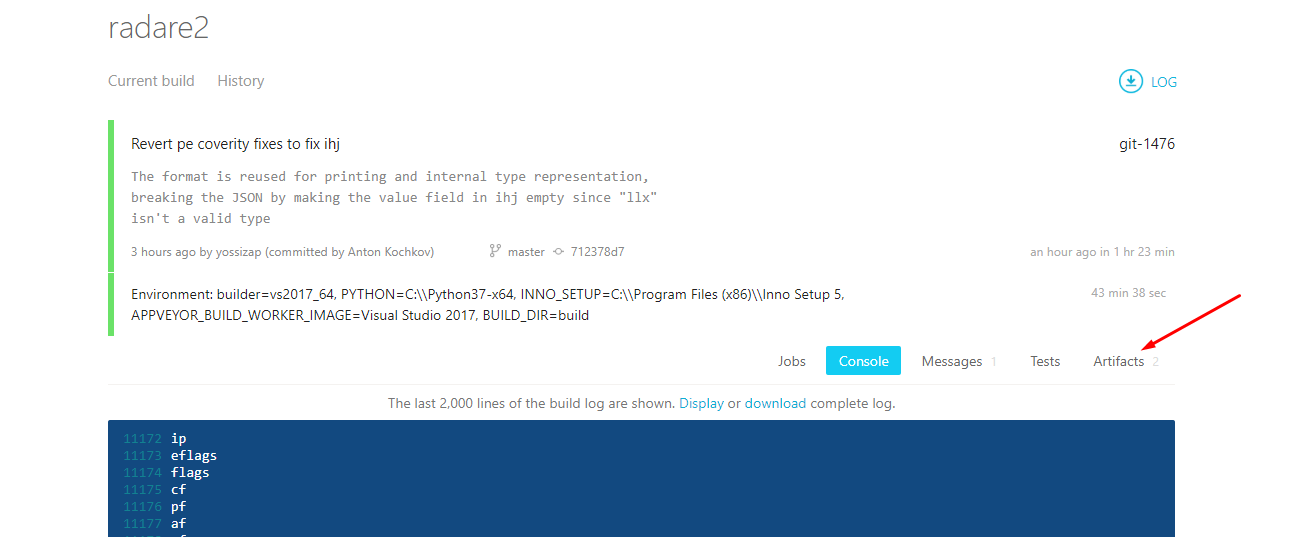 radare2
Current build History LOG
Revert pe coverity fixes to fix ihj git-1476
The format is reused for printing and internal type representation,
breaking the JSON by making the value field in ihj empty since "llx"
isn't a valid type
3 hours ago by yossizap (committed by Anton Kochkov) master 712378d7 an hour ago in 1 hr 23 min
Environment: builder=vs2017_64, PYTHON=C:\\Python37-x64, INNO_SETUP=C:\\Program Files (x86)\\Inno Setup 5, 43 min 38 sec
APPVEYOR_BUILD_WORKER_IMAGE=Visual Studio 2017, BUILD_DIR=build
Jobs Console Messages 1 Tests Artifacts 2
The last 2,000 lines of the build log are shown. Display or download complete log.
11172 ip
11173 eflags
11174 flags
11175 cf
11176 pf
11177 af